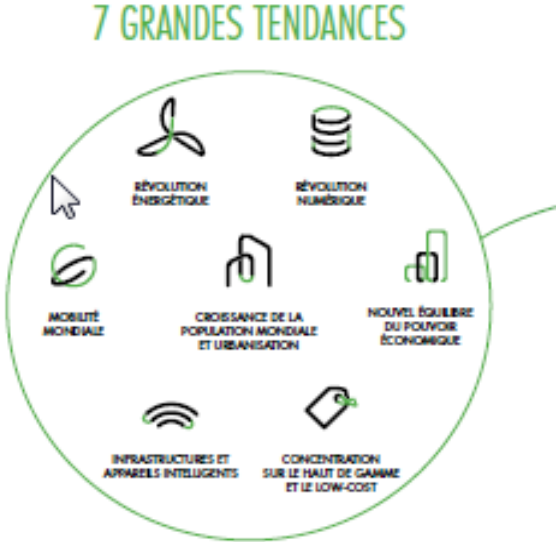 7 GRANDES TENDANCES
RÉVOLUTION
ÉNERGÉTIQUE
RÉVOLUTION
NUMÉRIQUE
MOBILITÉ
MONDIALE
CROISSANCE DE LA
POPULATION MONDIALE
ET URBANISATION
NOUVEL ÉQUILIBRE
DU POUVOIR
ÉCONOMIQUE
INFRASTRUCTURES ET
APPAREILS INTELLIGENTS
CONCENTRATION
SUR LE HAUT DE GAMME
ET LE LOW-COST